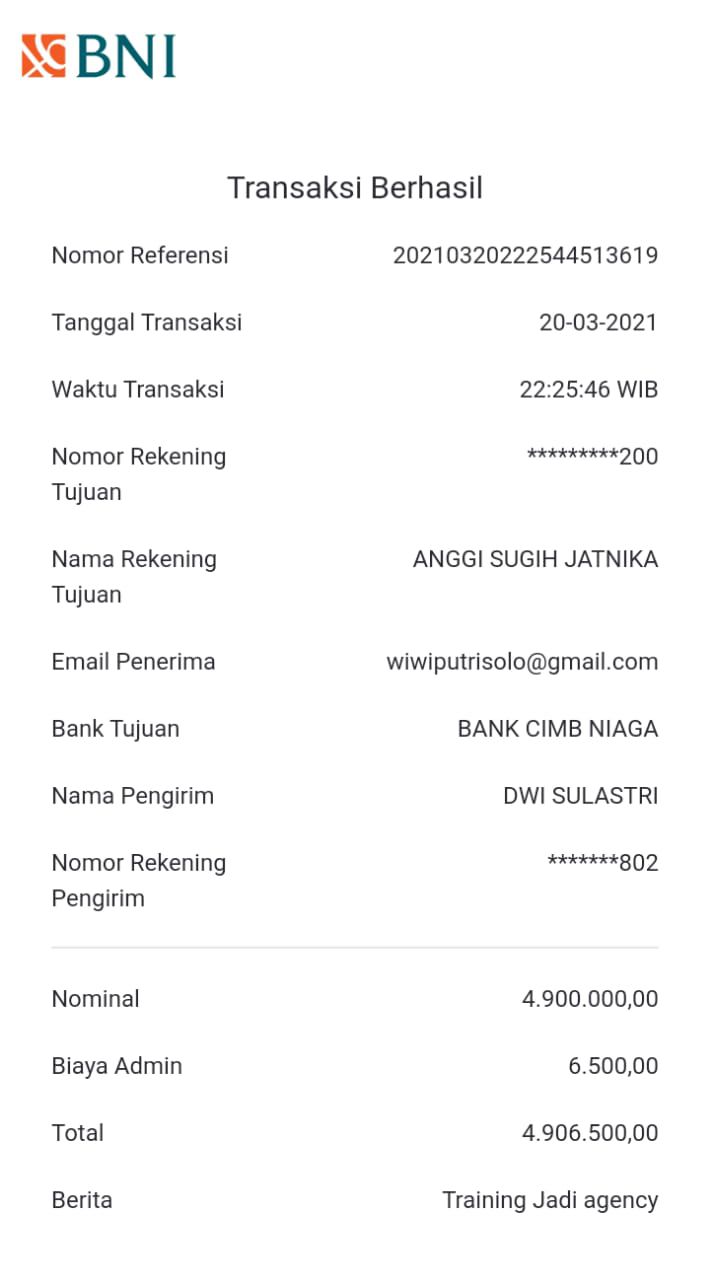 BNI
Transaksi Berhasil
Nomor Referensi 20210320222544513619
Tanggal Transaksi 20-03-2021
Waktu Transaksi 22:25:46 WIB
Nomor Rekening *********200
Tujuan
Nama Rekening ANGGI SUGIH JATNIKA
Tujuan
Email Penerima wiwiputrisolo@gmail.com
Bank Tujuan BANK CIMB NIAGA
Nama Pengirim DWI SULASTRI
Nomor Rekening *******802
Pengirim
Nominal 4.900.000,00
Biaya Admin 6.500,00
Total 4.906.500,00
Berita Training Jadi agency